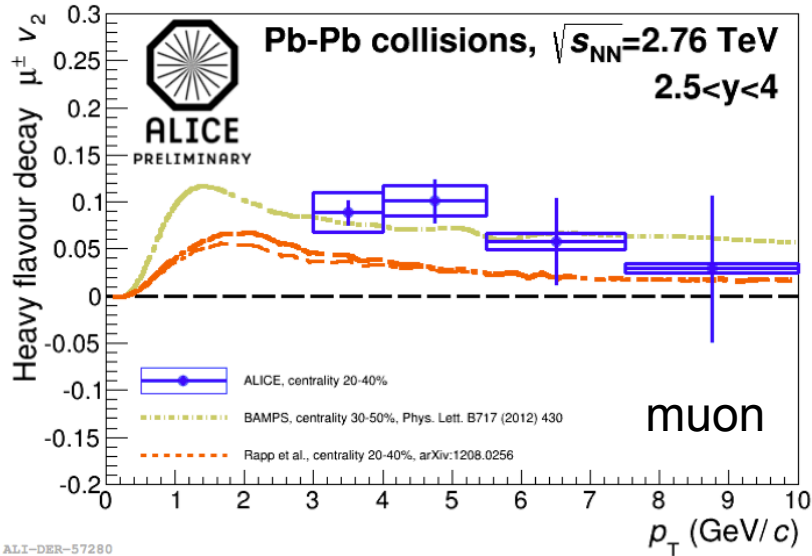 Pb-Pb collisions, √sNN=2.76 TeV
2.5<y<4
ALICE
PRELIMINARY
Heavy flavour decay μ± v2
0.3
0.25
0.2
0.15
0.1
0.05
0
-0.05
-0.1
-0.15
-0.2
ALICE, centrality 20-40%
BAMPS, centrality 30-50%, Phys. Lett. B717 (2012) 430
Rapp et al., centrality 20-40%, arXiv:1208.0256
muon
0 1 2 3 4 5 6 7 8 9 10
pT (GeV/c)
ALI-DER-57280